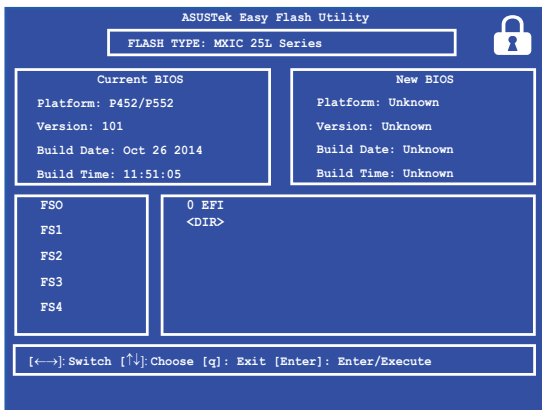 ASUSTek Easy Flash Utility
FLASH TYPE: MXIC 25L Series
Current BIOS
Platform: P452/P552
Version: 101
Build Date: Oct 26 2014
Build Time: 11:51:05
New BIOS
Platform: Unknown
Version: Unknown
Build Date: Unknown
Build Time: Unknown
FSO
FS1
FS2
FS3
FS4
0 EFI
<DIR>
[←→]: Switch [↑↓]: Choose [q]: Exit [Enter]: Enter/Execute